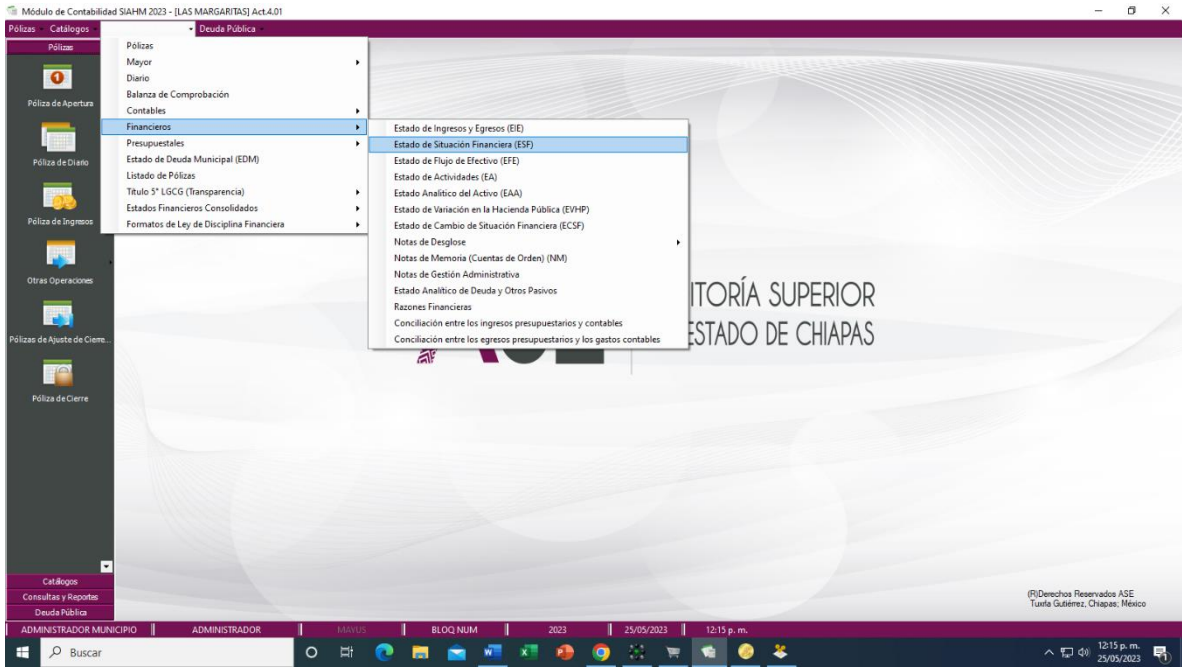 Módulo de Contabilidad SIAHM 2023 - [LAS MARGARITAS] Act.4.01
Pólizas Catálogos Deuda Pública
Pólizas
Póliza de Apertura
Póliza de Diario
Póliza de Ingresos
Otras Operaciones
Pólizas de Ajuste de Cierre...
Póliza de Cierre
Catálogos
Consultas y Reportes
Deuda Pública
Pólizas
Mayor
Diario
Balanza de Comprobación
Contables
Financieros
Presupuestales
Estado de Deuda Municipal (EDM)
Listado de Pólizas
Título 5° LGCG (Transparencia)
Estados Financieros Consolidados
Formatos de Ley de Disciplina Financiera
Estado de Ingresos y Egresos (EIE)
Estado de Situación Financiera (ESF)
Estado de Flujo de Efectivo (EFE)
Estado de Actividades (EA)
Estado Analítico del Activo (EAA)
Estado de Variación en la Hacienda Pública (EVHP)
Estado de Cambio de Situación Financiera (ECSF)
Notas de Desglose
Notas de Memoria (Cuentas de Orden) (NM)
Notas de Gestión Administrativa
Estado Analítico de Deuda y Otros Pasivos
Razones Financieras
Conciliación entre los ingresos presupuestarios y contables
Conciliación entre los egresos presupuestarios y los gastos contables
ITORÍA SUPERIOR
ESTADO DE CHIAPAS
(R)Derechos Reservados ASE
Tuxtla Gutiérrez, Chiapas; México
ADMINISTRADOR MUNICIPIO ADMINISTRADOR MAYUS BLOQ NUM 2023 25/05/2023 12:15 p. m.
Buscar
12:15 p. m.
25/05/2023